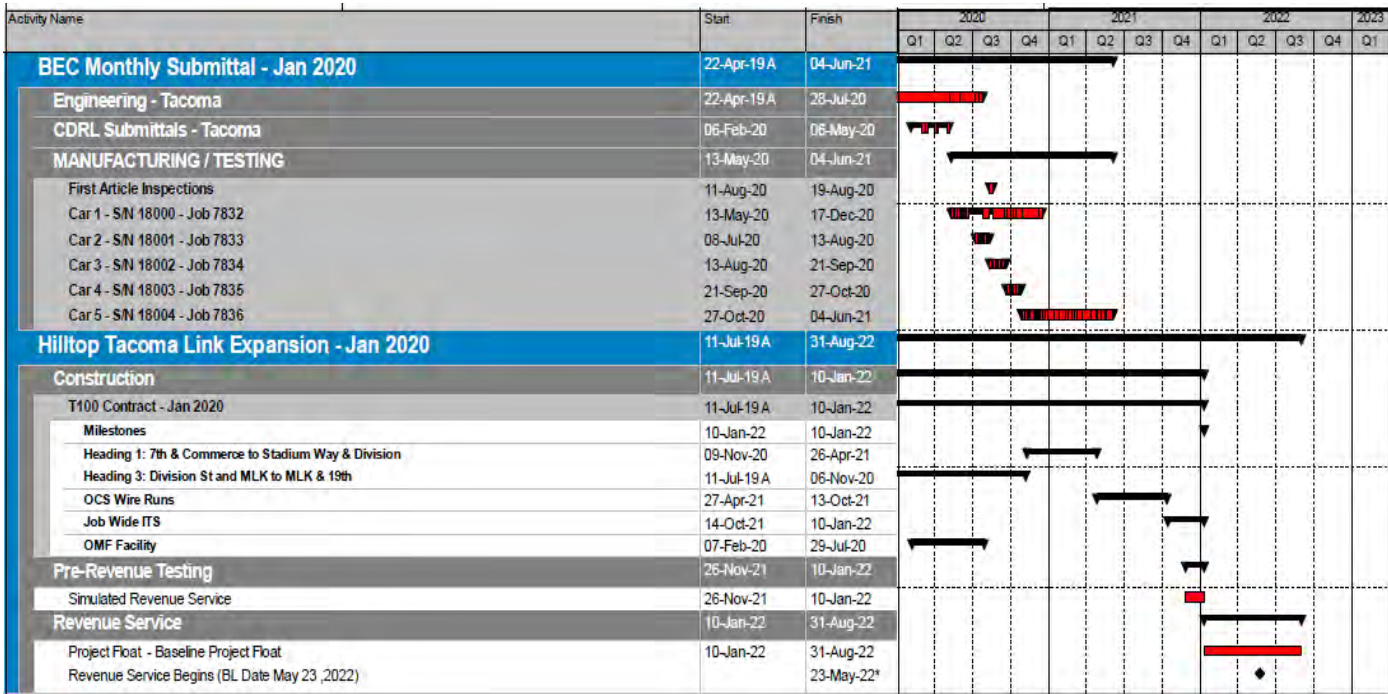 Activity Name Start Finish 2020 2021 2022 2023
Q1 Q2 Q3 Q4 Q1 Q2 Q3 Q4 Q1 Q2 Q3 Q4 Q1
BEC Monthly Submittal - Jan 2020 22-Apr-19 A 04-Jun-21
Engineering - Tacoma 22-Apr-19 A 28-Jul-20
CDRL Submittals - Tacoma 06-Feb-20 06-May-20
MANUFACTURING / TESTING 13-May-20 04-Jun-21
First Article Inspections 11-Aug-20 19-Aug-20
Car 1 - S/N 18000 - Job 7832 13-May-20 17-Dec-20
Car 2 - S/N 18001 - Job 7833 08-Jul-20 13-Aug-20
Car 3 - S/N 18002 - Job 7834 13-Aug-20 21-Sep-20
Car 4 - S/N 18003 - Job 7835 21-Sep-20 27-Oct-20
Car 5 - S/N 18004 - Job 7836 27-Oct-20 04-Jun-21
Hilltop Tacoma Link Expansion - Jan 2020 11-Jul-19 A 31-Aug-22
Construction 11-Jul-19 A 10-Jan-22
T100 Contract - Jan 2020 11-Jul-19 A 10-Jan-22
Milestones 10-Jan-22 10-Jan-22
Heading 1: 7th & Commerce to Stadium Way & Division 09-Nov-20 26-Apr-21
Heading 3: Division St and MLK to MLK & 19th 11-Jul-19 A 06-Nov-20
OCS Wire Runs 27-Apr-21 13-Oct-21
Job Wide ITS 14-Oct-21 10-Jan-22
OMF Facility 07-Feb-20 29-Jul-20
Pre-Revenue Testing 26-Nov-21 10-Jan-22
Simulated Revenue Service 26-Nov-21 10-Jan-22
Revenue Service 10-Jan-22 31-Aug-22
Project Float - Baseline Project Float 10-Jan-22 31-Aug-22
Revenue Service Begins (BL Date May 23 ,2022) 23-May-22*